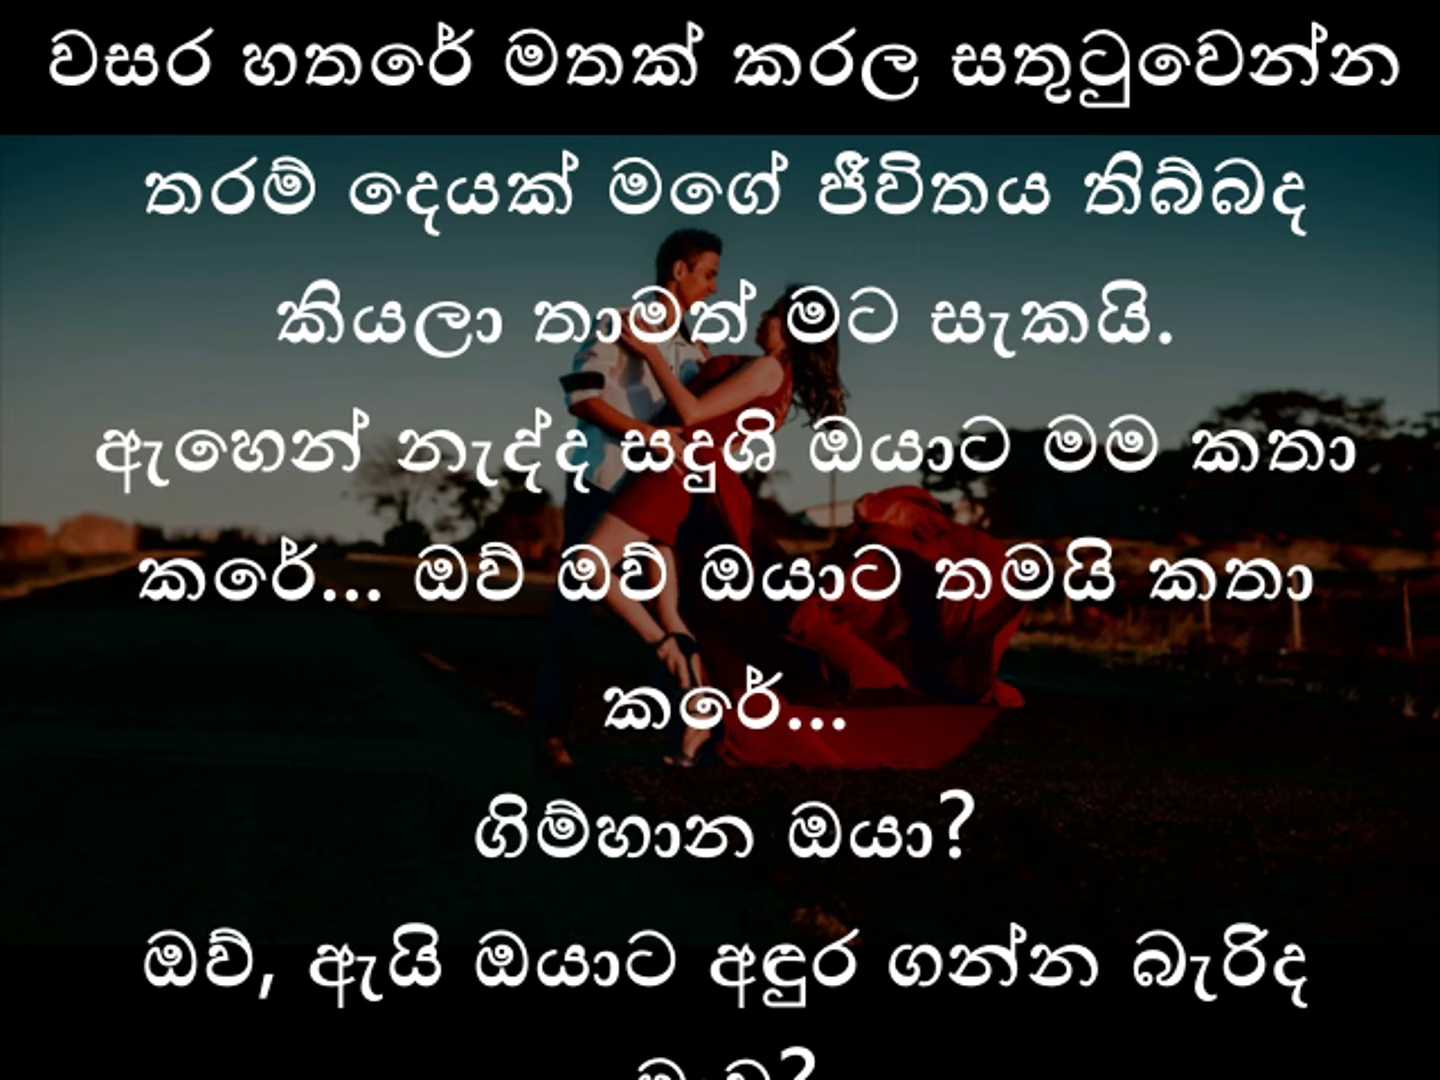 වසර හතරේ මතක් කරල සතුටුවෙන්න
තරම් දෙයක් මගේ ජීවිතය තිබ්බද
කියලා තාමත් මට සැකයි.
ඇහෙන් නැද්ද සදුශි ඔයාට මම කතා
කරේ... ඔව් ඔව් ඔයාට තමයි කතා
කරේ...
ගිම්හාන ඔයා?
ඔව්, ඇයි ඔයාට අඳුර ගන්න බැරිද